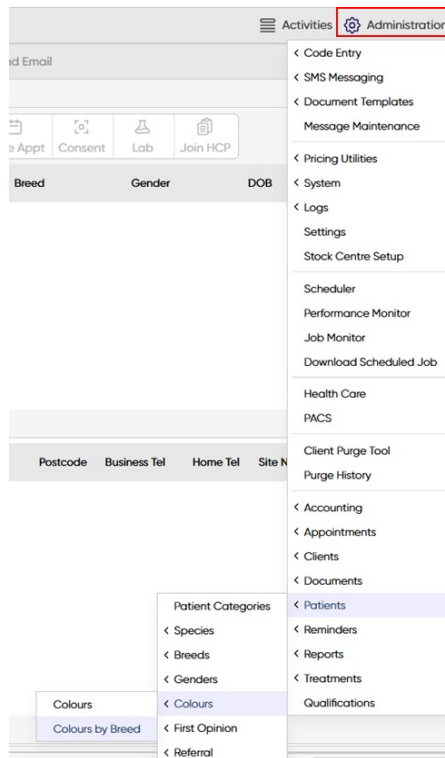 Activities
Administration
nd Email
e Appt
Consent
Lab
Join HCP
Breed
Gender
DOB
Postcode
Business Tel
Home Tel
Site N
Code Entry
SMS Messaging
Document Templates
Message Maintenance
Pricing Utilities
System
Logs
Settings
Stock Centre Setup
Scheduler
Performance Monitor
Job Monitor
Download Scheduled Job
Health Care
PACS
Client Purge Tool
Purge History
Accounting
Appointments
Clients
Documents
Patients
Reminders
Reports
Treatments
Qualifications
Patient Categories
Species
Breeds
Genders
Colours
First Opinion
Referral
Colours
Colours by Breed